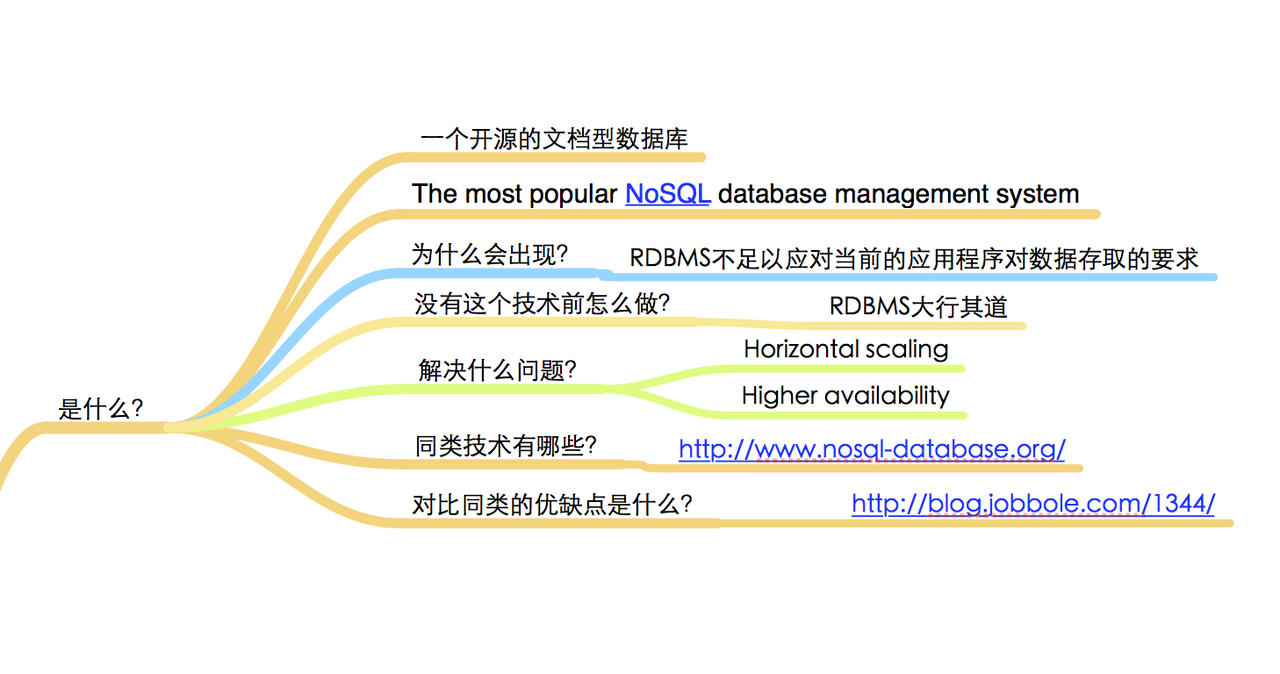 一个开源的文档型数据库
The most popular NoSQL database management system
为什么会出现?
RDBMS不足以应对当前的应用程序对数据存取的要求
没有这个技术前怎么做?
RDBMS大行其道
解决什么问题?
Horizontal scaling
Higher availability
是什么?
同类技术有哪些?
http://www.nosql-database.org/
对比同类的优缺点是什么?
http://blog.jobbole.com/1344/